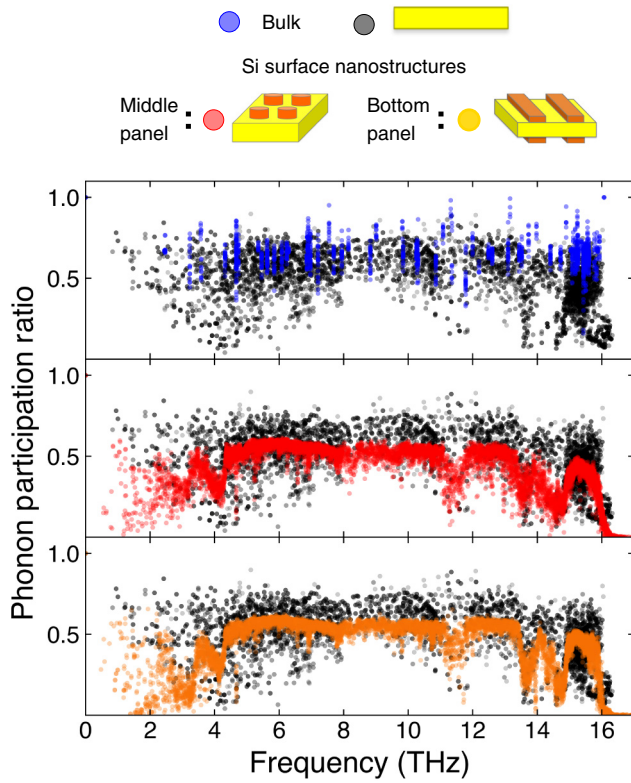 Bulk
Si surface nanostructures
Middle panel :
Bottom panel :
Phonon participation ratio
1.0
0.5
1.0
0.5
1.0
0.5
0 2 4 6 8 10 12 14 16
Frequency (THz)